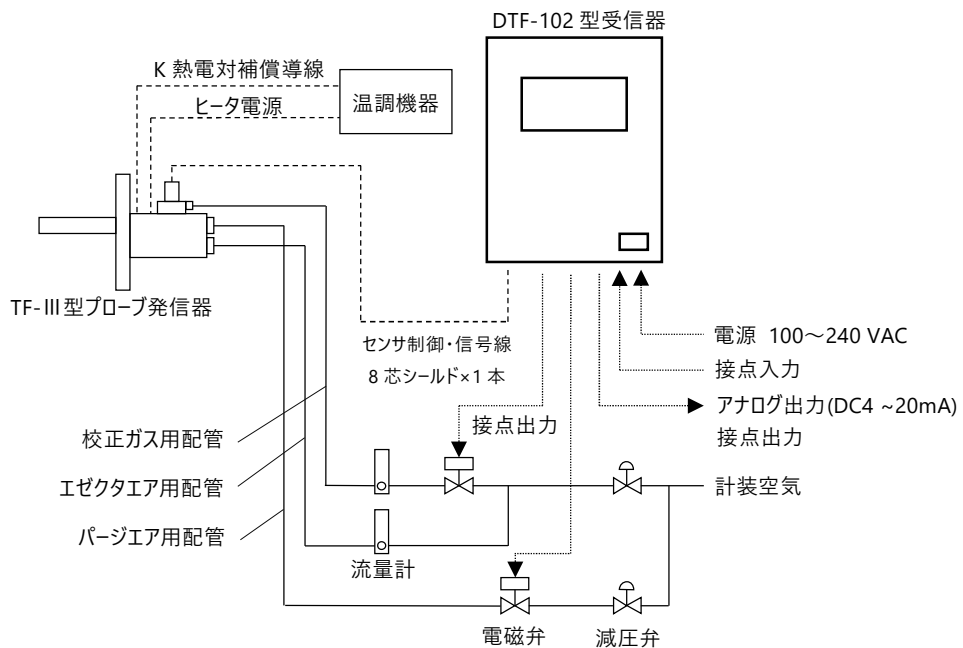 DTF-102 型受信器
K 熱電対補償導線
温調機器
ヒータ電源
TF-Ⅲ型プローブ発信器
センサ制御・信号線
8 芯シールド×1 本
電源 100～240 VAC
接点入力
アナログ出力(DC4 ~20mA)
接点出力
接点出力
校正ガス用配管
エゼクタエア用配管
パージエア用配管
計装空気
流量計
電磁弁
減圧弁